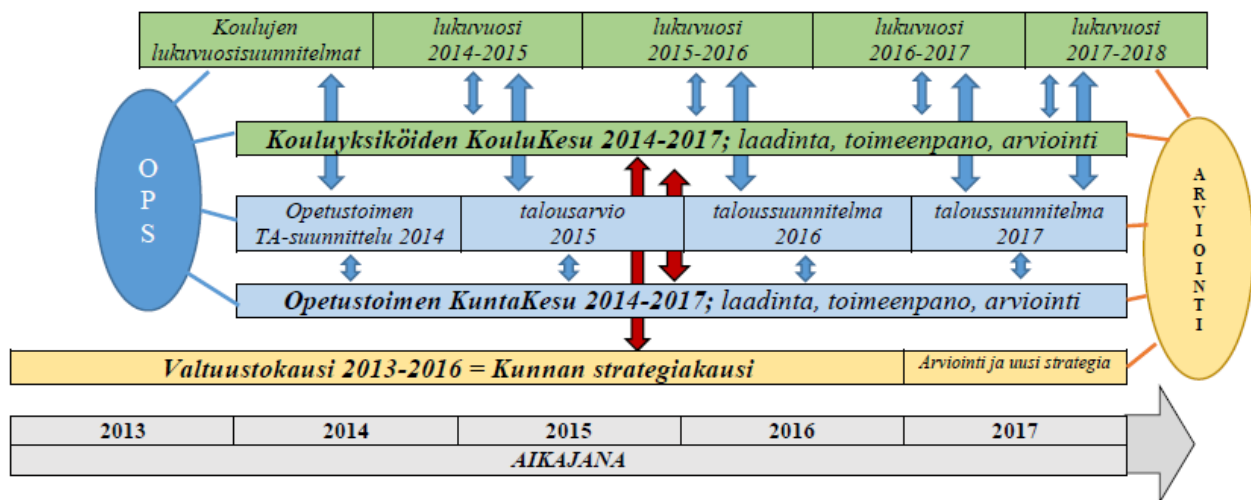 Koulujen
lukuvuosisuunnitelmat
lukuvuosi
2014-2015
lukuvuosi
2015-2016
lukuvuosi
2016-2017
lukuvuosi
2017-2018
OPS
Kouluyksiköiden KouluKesu 2014-2017; laadinta, toimeenpano, arviointi
Opetustoimen
TA-suunnittelu 2014
talousarvio
2015
taloussuunnitelma
2016
taloussuunnitelma
2017
ARVIOINTI
Opetustoimen KuntaKesu 2014-2017; laadinta, toimeenpano, arviointi
Valtuustokausi 2013-2016 = Kunnan strategiakausi
Arviointi ja uusi strategia
2013 2014 2015 2016 2017
AIKAJANA